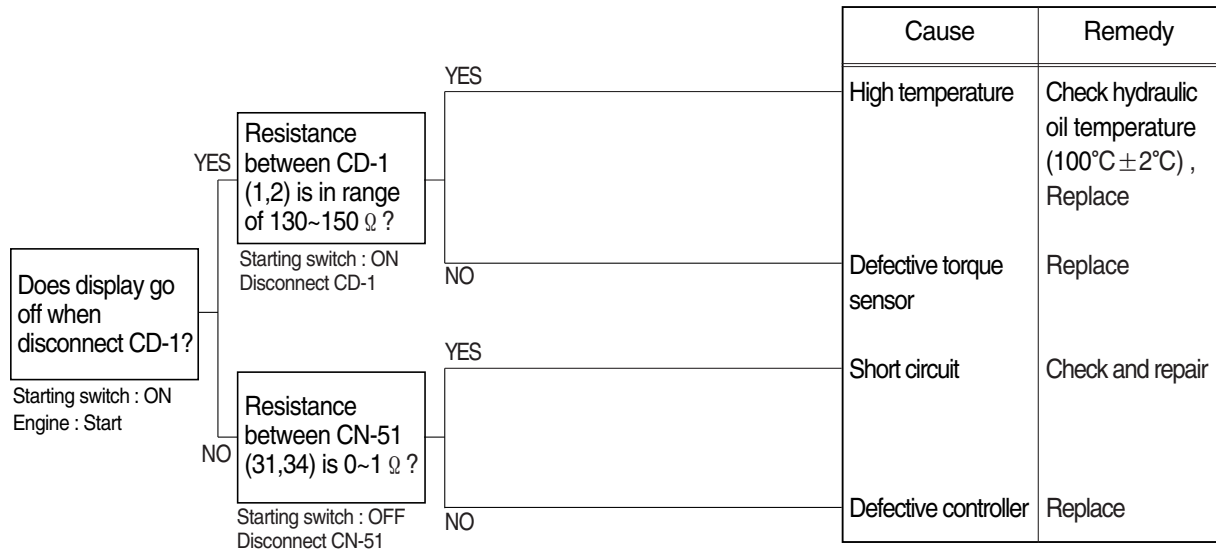 Cause
Remedy
YES
High temperature
Check hydraulic
oil temperature
(100℃±2℃) ,
Replace
Resistance
between CD-1
(1,2) is in range
of 130~150 Ω ?
YES
Starting switch : ON
Disconnect CD-1
NO
Defective torque
sensor
Replace
Does display go
off when
disconnect CD-1?
Starting switch : ON
Engine : Start
YES
Short circuit
Check and repair
Resistance
between CN-51
(31,34) is 0~1 Ω ?
NO
Starting switch : OFF
Disconnect CN-51
NO
Defective controller
Replace